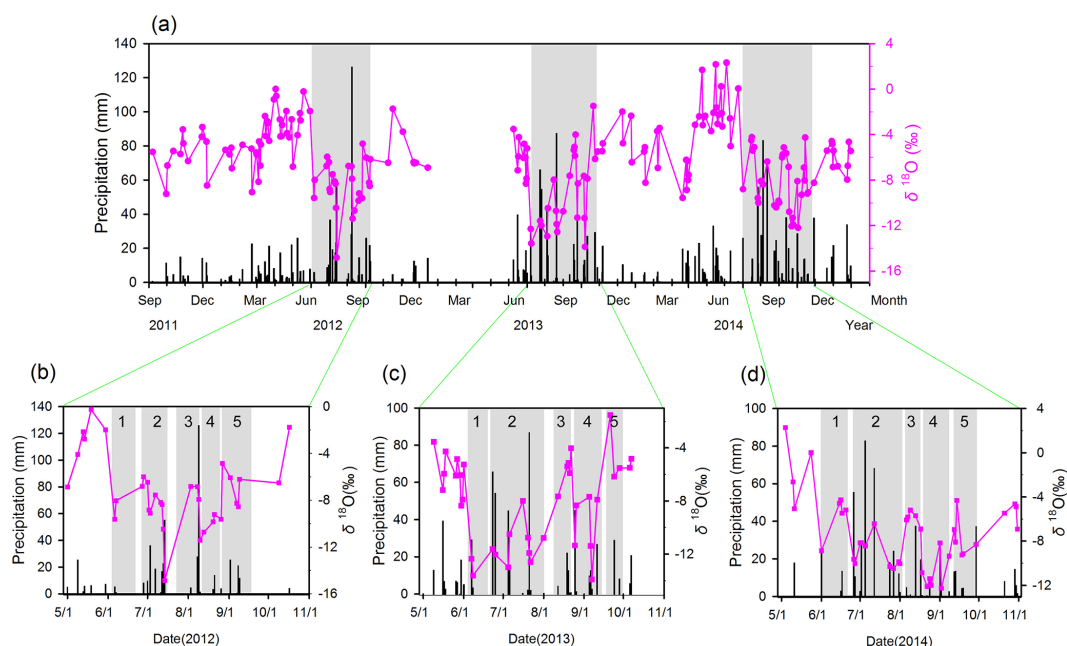 (a)
140
120
100
80
60
40
20
0
Precipitation (mm)
4
0
-4
-8
-12
-16
δ 18O (‰)
Sep Dec Mar Jun Sep Dec Mar Jun Sep Dec Mar Jun Sep Dec Month
2011 2012 2013 2014 Year
(b)
140
120
100
80
60
40
20
0
Precipitation (mm)
1 2 3 4 5
0
-4
-8
-12
-16
δ 18O(‰)
5/1 6/1 7/1 8/1 9/1 10/1 11/1
Date(2012)
(c)
100
80
60
40
20
0
Precipitation (mm)
1 2 3 4 5
-4
-8
-12
δ 18O(‰)
5/1 6/1 7/1 8/1 9/1 10/1 11/1
Date(2013)
(d)
100
80
60
40
20
0
Precipitation (mm)
1 2 3 4 5
4
0
-4
-8
-12
δ 18O(‰)
5/1 6/1 7/1 8/1 9/1 10/1 11/1
Date(2014)